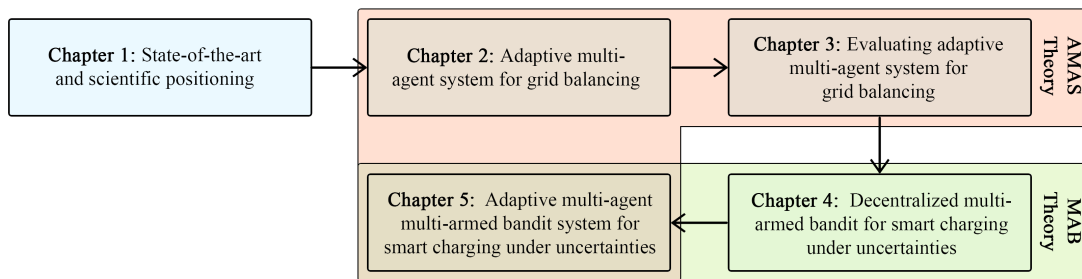 Chapter 1: State-of-the-art
and scientific positioning
Chapter 2: Adaptive multi-
agent system for grid balancing
Chapter 3: Evaluating adaptive
multi-agent system for
grid balancing
AMAS
Theory
Chapter 5: Adaptive multi-agent
multi-armed bandit system for
smart charging under uncertainties
Chapter 4: Decentralized multi-
armed bandit for smart charging
under uncertainties
MAB
Theory